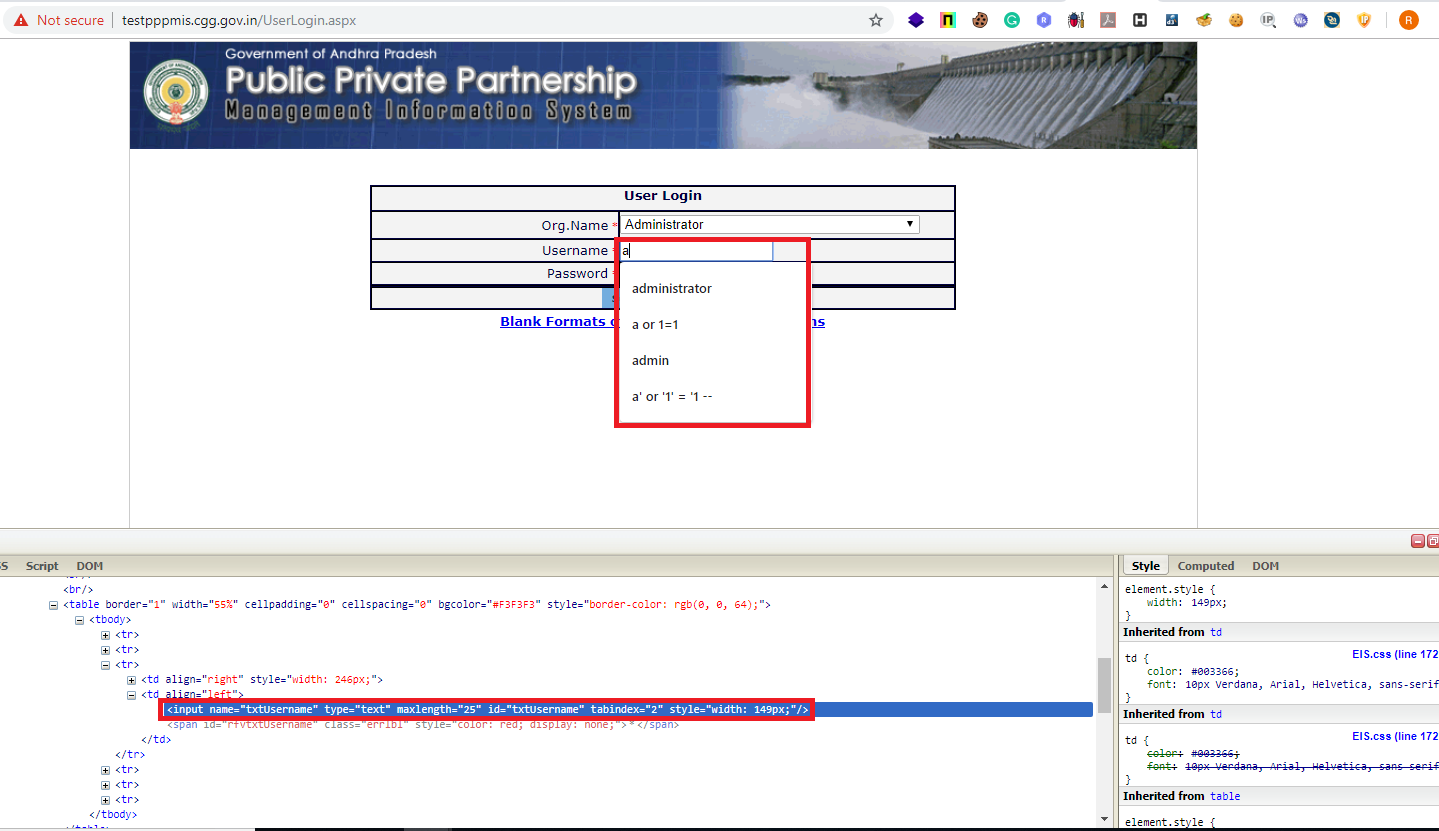 Not secure testpppmis.cgg.gov.in/UserLogin.aspx
Government of Andhra Pradesh
Public Private Partnership
Management Information System
User Login
Org.Name * Administrator
Username * a
Password *
administrator
a or 1=1
admin
a' or '1' = '1 --
Blank Formats
ns
Script DOM
<br/>
<table border="1" width="55%" cellpadding="0" cellspacing="0" bgcolor="#F3F3F3" style="border-color: rgb(0, 0, 64);">
<tbody>
<tr>
<tr>
<tr>
<td align="right" style="width: 246px;">
<td align="left">
<input name="txtUsername" type="text" maxlength="25" id="txtUsername" tabindex="2" style="width: 149px;"/>
<span id="rfvtxtUsername" class="errlbl" style="color: red; display: none;">*</span>
</td>
</tr>
<tr>
<tr>
<tr>
</tbody>
</table>
Style Computed DOM
element.style {
width: 149px;
}
Inherited from td
EIS.css (line 172
td {
color: #003366;
font: 10px Verdana, Arial, Helvetica, sans-serif
}
Inherited from td
EIS.css (line 172
td {
color: #003366;
font: 10px Verdana, Arial, Helvetica, sans-serif
}
Inherited from table
element.style {